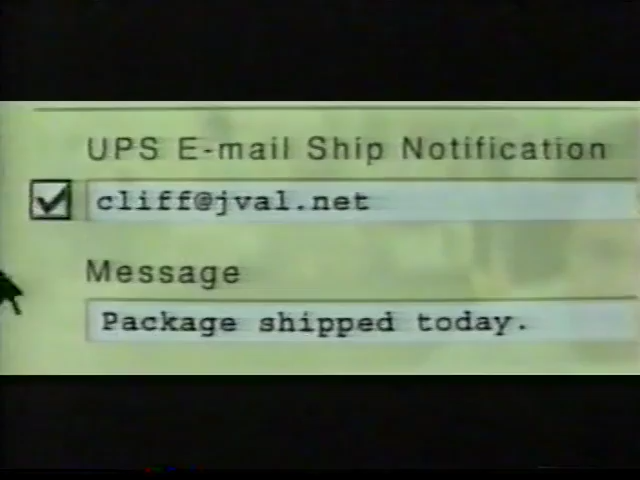 UPS E-mail Ship Notification
cliff@jval.net
Message
Package shipped today.